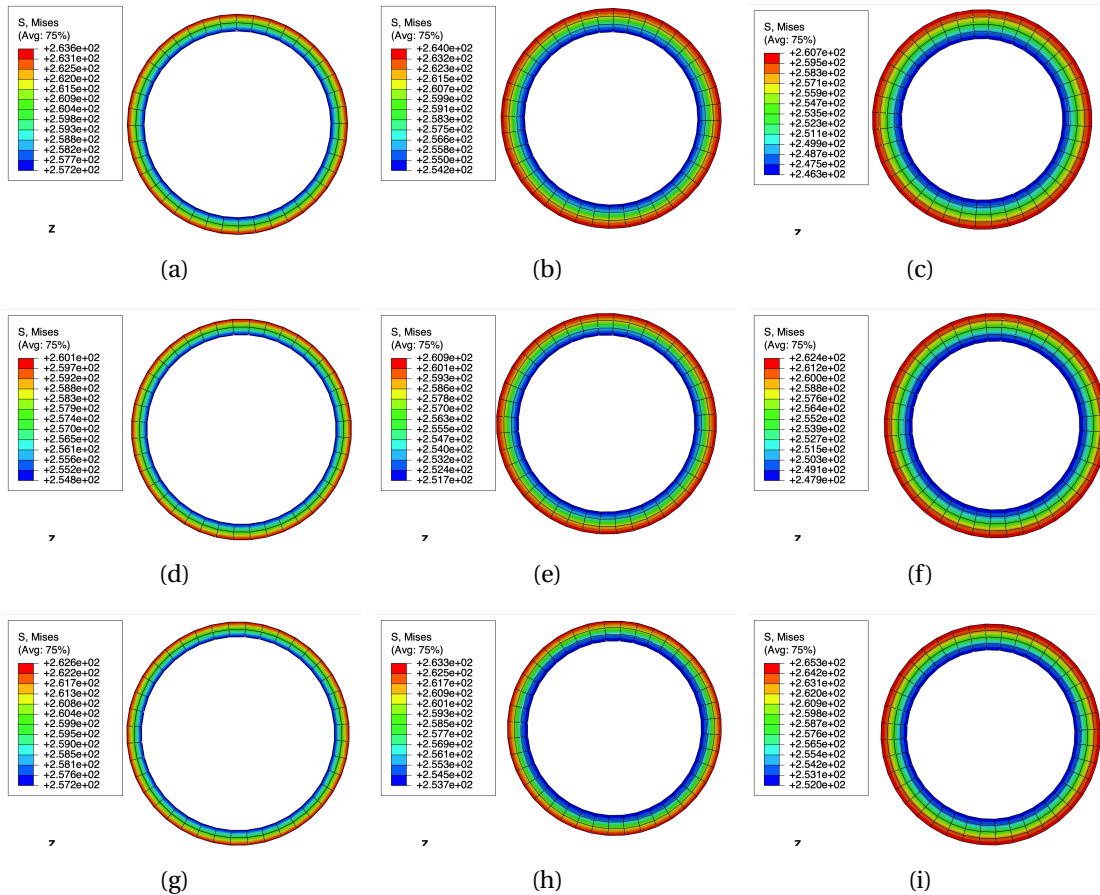 S, Mises
(Avg: 75%)
+2.636e+02
+2.631e+02
+2.625e+02
+2.620e+02
+2.615e+02
+2.609e+02
+2.604e+02
+2.598e+02
+2.593e+02
+2.588e+02
+2.582e+02
+2.577e+02
+2.572e+02
Z
(a)
S, Mises
(Avg: 75%)
+2.640e+02
+2.632e+02
+2.623e+02
+2.615e+02
+2.607e+02
+2.599e+02
+2.591e+02
+2.583e+02
+2.575e+02
+2.566e+02
+2.558e+02
+2.550e+02
+2.542e+02
(b)
S, Mises
(Avg: 75%)
+2.607e+02
+2.595e+02
+2.583e+02
+2.571e+02
+2.559e+02
+2.547e+02
+2.535e+02
+2.523e+02
+2.511e+02
+2.499e+02
+2.487e+02
+2.475e+02
+2.463e+02
Z
(c)
S, Mises
(Avg: 75%)
+2.601e+02
+2.597e+02
+2.592e+02
+2.588e+02
+2.583e+02
+2.579e+02
+2.574e+02
+2.570e+02
+2.565e+02
+2.561e+02
+2.556e+02
+2.552e+02
+2.548e+02
Z
(d)
S, Mises
(Avg: 75%)
+2.609e+02
+2.601e+02
+2.593e+02
+2.586e+02
+2.578e+02
+2.570e+02
+2.563e+02
+2.555e+02
+2.547e+02
+2.540e+02
+2.532e+02
+2.524e+02
+2.517e+02
Z
(e)
S, Mises
(Avg: 75%)
+2.624e+02
+2.612e+02
+2.600e+02
+2.588e+02
+2.576e+02
+2.564e+02
+2.552e+02
+2.539e+02
+2.527e+02
+2.515e+02
+2.503e+02
+2.491e+02
+2.479e+02
Z
(f)
S, Mises
(Avg: 75%)
+2.626e+02
+2.622e+02
+2.617e+02
+2.613e+02
+2.608e+02
+2.604e+02
+2.599e+02
+2.595e+02
+2.590e+02
+2.585e+02
+2.581e+02
+2.576e+02
+2.572e+02
Z
(g)
S, Mises
(Avg: 75%)
+2.633e+02
+2.625e+02
+2.617e+02
+2.609e+02
+2.601e+02
+2.593e+02
+2.585e+02
+2.577e+02
+2.569e+02
+2.561e+02
+2.553e+02
+2.545e+02
+2.537e+02
Z
(h)
S, Mises
(Avg: 75%)
+2.653e+02
+2.642e+02
+2.631e+02
+2.620e+02
+2.609e+02
+2.598e+02
+2.587e+02
+2.576e+02
+2.565e+02
+2.554e+02
+2.542e+02
+2.531e+02
+2.520e+02
Z
(i)